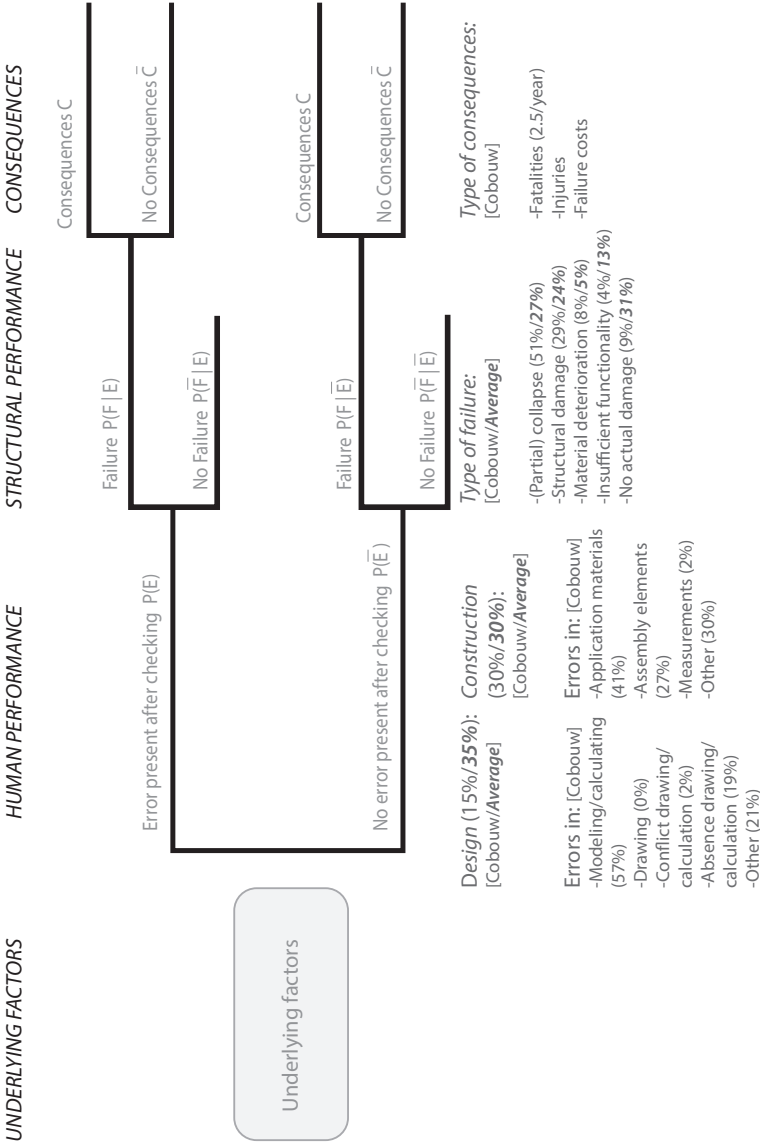 UNDERLYING FACTORS
HUMAN PERFORMANCE
STRUCTURAL PERFORMANCE
CONSEQUENCES
Underlying factors
Error present after checking P(E)
No error present after checking P(E̅)
Failure P(F | E)
No Failure P(F̅ | E)
Failure P(F | E̅)
No Failure P(F̅ | E̅)
Consequences C
No Consequences C̅
Consequences C
No Consequences C̅
Design (15%/35%):
[Cobouw/Average]
Errors in: [Cobouw]
-Modeling/calculating
(57%)
-Drawing (0%)
-Conflict drawing/
calculation (2%)
-Absence drawing/
calculation (19%)
-Other (21%)
Construction
(30%/30%):
[Cobouw/Average]
Errors in: [Cobouw]
-Application materials
(41%)
-Assembly elements
(27%)
-Measurements (2%)
-Other (30%)
Type of failure:
[Cobouw/Average]
-(Partial) collapse (51%/27%)
-Structural damage (29%/24%)
-Material deterioration (8%/5%)
-Insufficient functionality (4%/13%)
-No actual damage (9%/31%)
Type of consequences:
[Cobouw]
-Fatalities (2.5/year)
-Injuries
-Failure costs